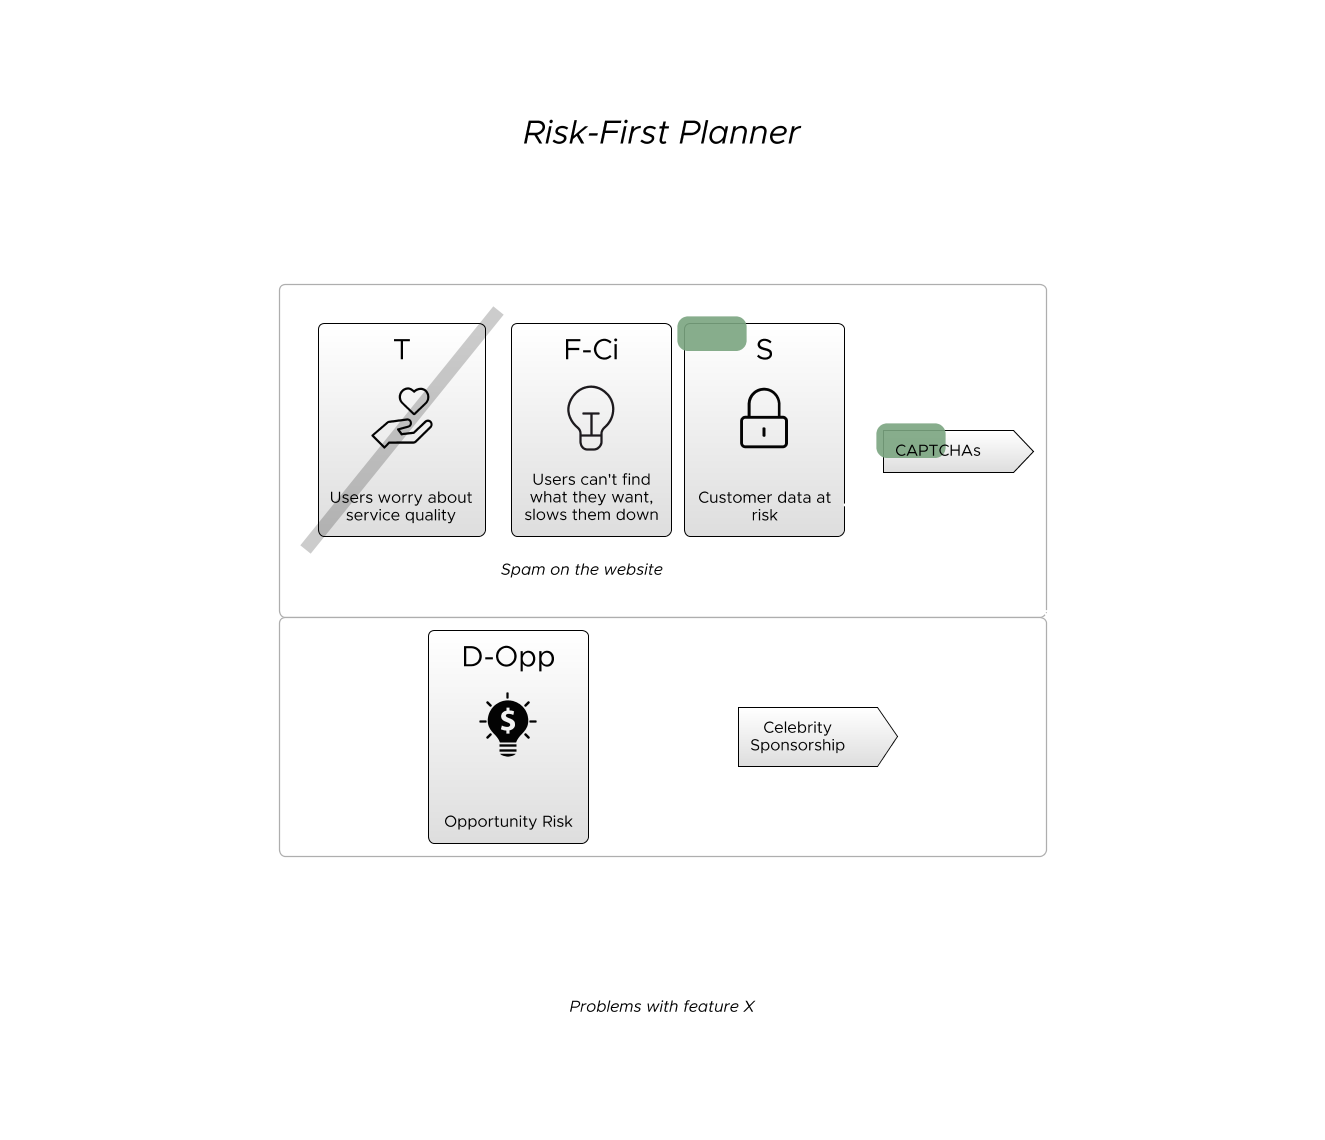 Risk-First Planner
T
Users worry about
service quality
F-Ci
Users can't find
what they want,
slows them down
S
Customer data at
risk
CAPTCHAs
Spam on the website
D-Opp
$
Opportunity Risk
Celebrity
Sponsorship
Problems with feature X